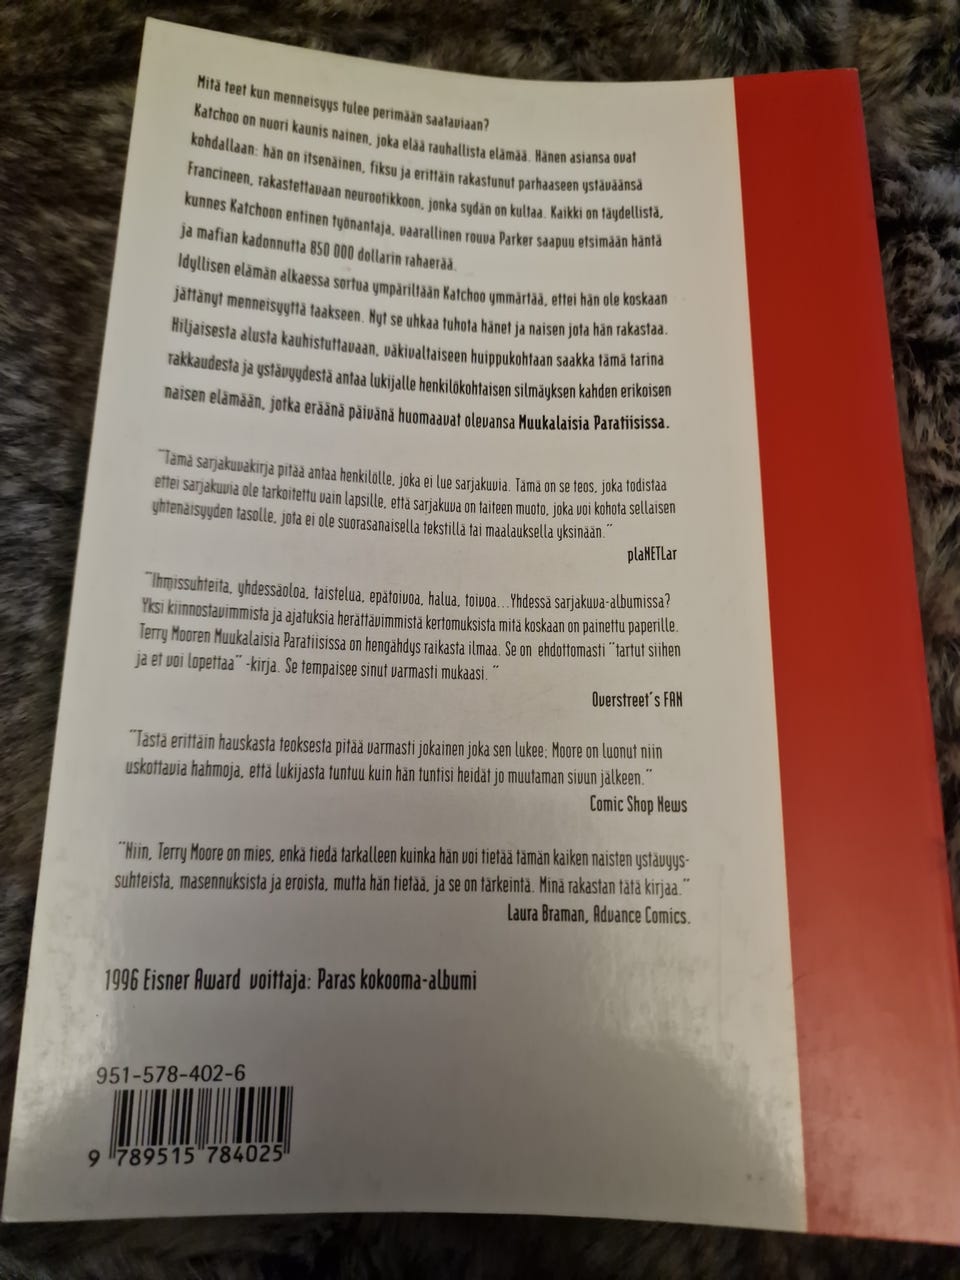 Mitä teet kun menneisyys tulee perimään saataviaan?
Katchoo on nuori kaunis nainen, joka elää rauhallista elämää. Hänen asiansa ovat
kohdallaan: hän on itsenäinen, fiksu ja erittäin rakastunut parhaaseen ystäväänsä
Francineen, rakastettavaan neurootikkoon, jonka sydän on kultaa. Kaikki on täydellistä,
kunnes Katchoon entinen työnantaja, vaarallinen rouva Parker saapuu etsimään häntä
ja mafian kadonnutta 850 000 dollarin rahaerää.
Idyllisen elämän alkaessa sortua ympäriltään Katchoo ymmärtää, ettei hän ole koskaan
jättänyt menneisyyttä taakseen. Nyt se uhkaa tuhota hänet ja naisen jota hän rakastaa.
Hiljaisesta alusta kauhistuttavaan, väkivaltaiseen huippukohtaan saakka tämä tarina
rakkaudesta ja ystävyydestä antaa lukijalle henkilökohtaisen silmäyksen kahden erikoisen
naisen elämään, jotka eräänä päivänä huomaavat olevansa Muukalaisia Paratiisissa.
"Tämä sarjakuvakirja pitää antaa henkilölle, joka ei lue sarjakuvia. Tämä on se teos, joka todistaa
ettei sarjakuvia ole tarkoitettu vain lapsille, että sarjakuva on taiteen muoto, joka voi kohota sellaisen
yhtenäisyyden tasolle, jota ei ole suorasanaisella tekstillä tai maalauksella yksinään."
plaNETLar
"Ihmissuhteita, yhdessäoloa, taistelua, epätoivoa, halua, toivoa...Yhdessä sarjakuva-albumissa?
Yksi kiinnostavimmista ja ajatuksia herättävimmistä kertomuksista mitä koskaan on painettu paperille.
Terry Mooren Muukalaisia Paratiisissa on hengähdys raikasta ilmaa. Se on ehdottomasti "tartut siihen
ja et voi lopettaa" -kirja. Se tempaisee sinut varmasti mukaasi. "
Overstreet's FAN
"Tästä erittäin hauskasta teoksesta pitää varmasti jokainen joka sen lukee; Moore on luonut niin
uskottavia hahmoja, että lukijasta tuntuu kuin hän tuntisi heidät jo muutaman sivun jälkeen."
Comic Shop News
"Niin, Terry Moore on mies, enkä tiedä tarkalleen kuinka hän voi tietää tämän kaiken naisten ystävyys-
suhteista, masennuksista ja eroista, mutta hän tietää, ja se on tärkeintä. Minä rakastan tätä kirjaa."
Laura Braman, Advance Comics.
1996 Eisner Award voittaja: Paras kokooma-albumi
951-578-402-6
9 789515 784025